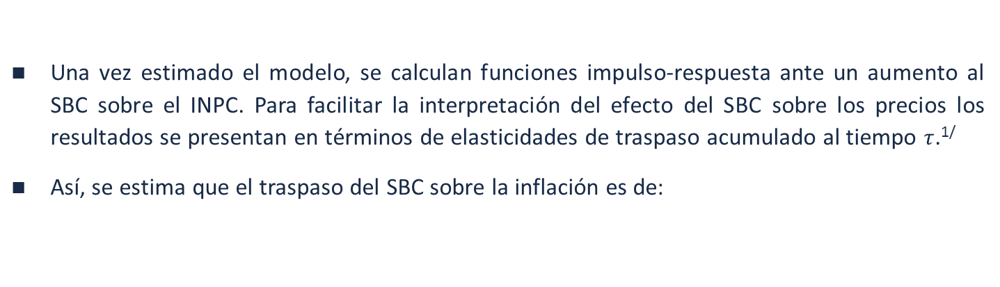 ■ Una vez estimado el modelo, se calculan funciones impulso-respuesta ante un aumento al
SBC sobre el INPC. Para facilitar la interpretación del efecto del SBC sobre los precios los
resultados se presentan en términos de elasticidades de traspaso acumulado al tiempo 𝜏.1/
■ Así, se estima que el traspaso del SBC sobre la inflación es de: